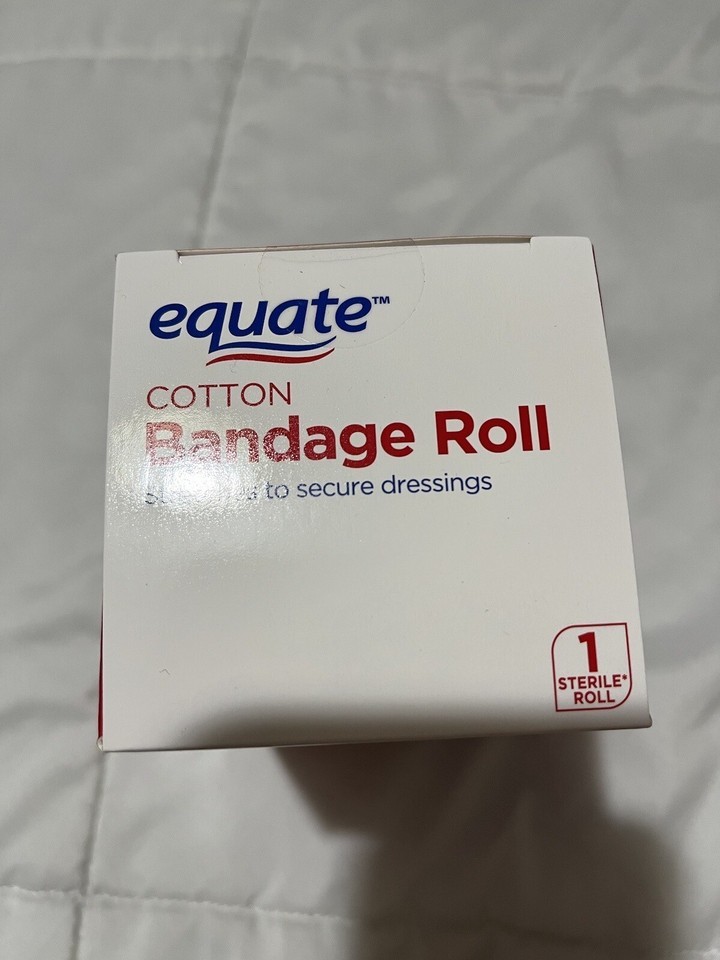 equate™
COTTON
Bandage Roll
to secure dressings
1
STERILE*
ROLL